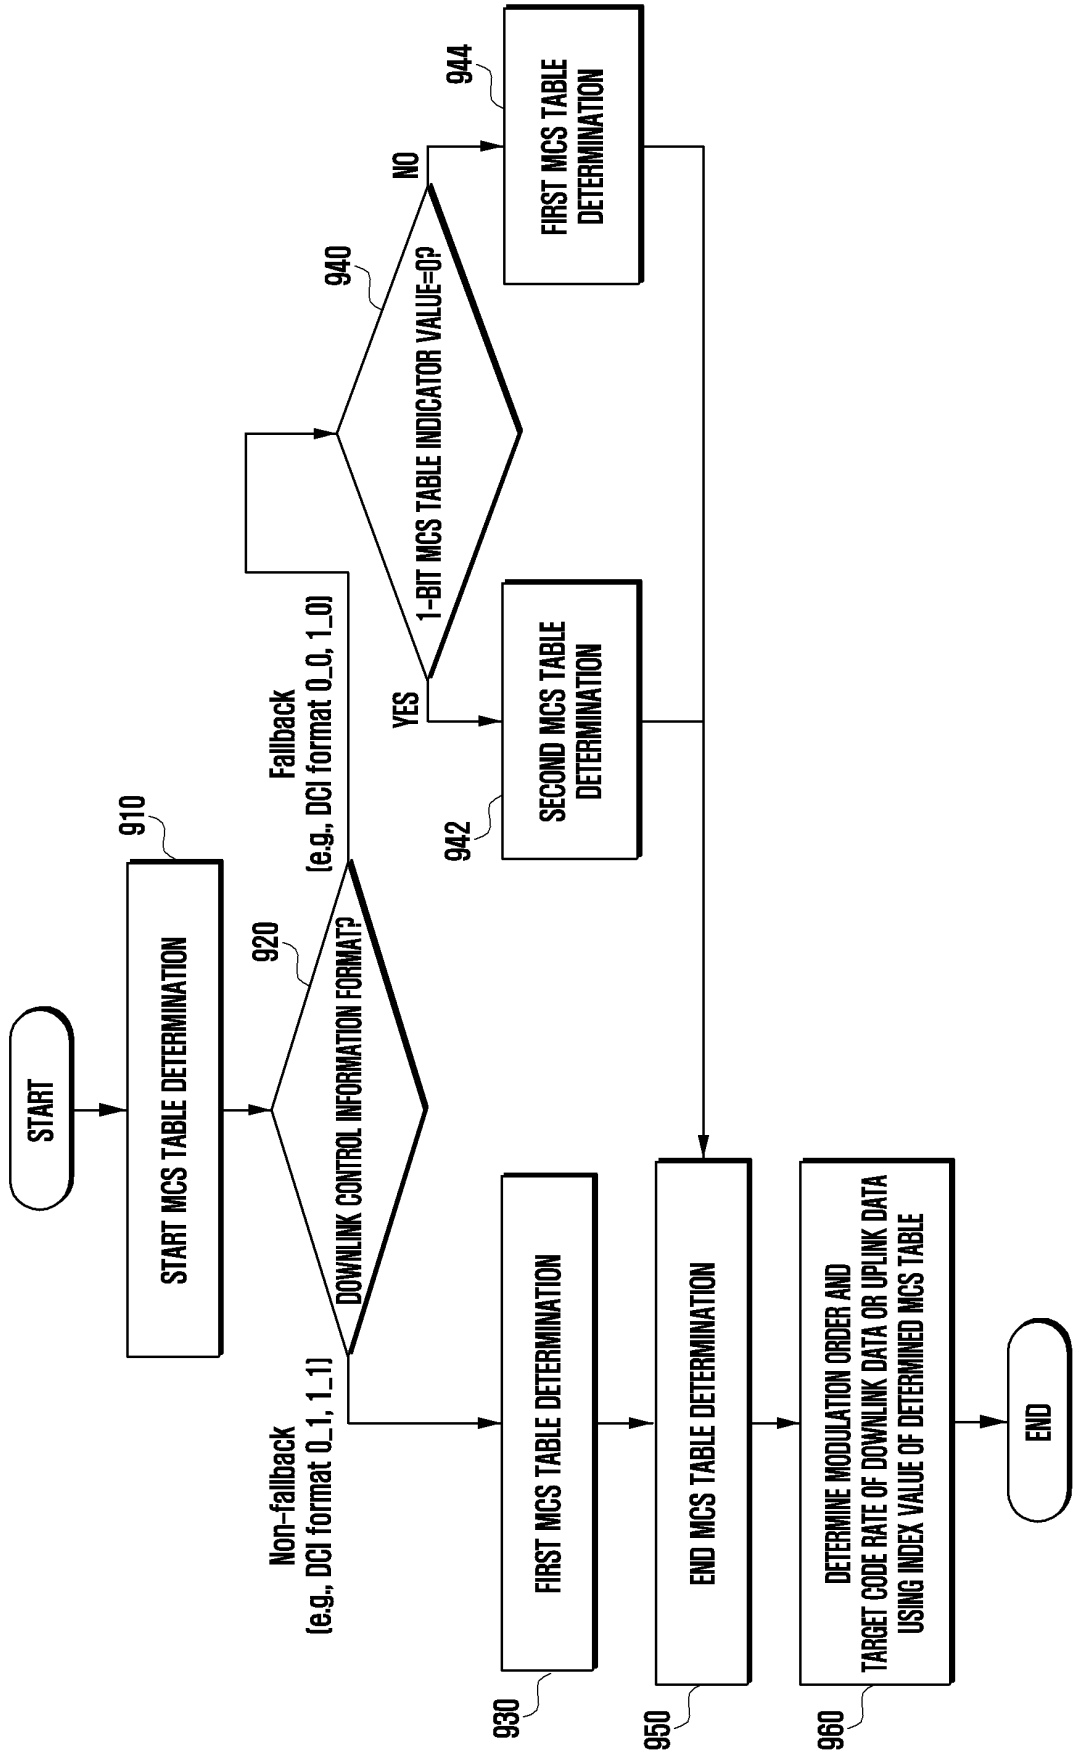 START
910
START MCS TABLE DETERMINATION
920
DOWNLINK CONTROL INFORMATION FORMAT?
Non-fallback
(e.g., DCI format 0_1, 1_1)
Fallback
(e.g., DCI format 0_0, 1_0)
940
1-BIT MCS TABLE INDICATOR VALUE=0?
YES
NO
930
FIRST MCS TABLE DETERMINATION
942
SECOND MCS TABLE
DETERMINATION
944
FIRST MCS TABLE
DETERMINATION
950
END MCS TABLE DETERMINATION
960
DETERMINE MODULATION ORDER AND
TARGET CODE RATE OF DOWNLINK DATA OR UPLINK DATA
USING INDEX VALUE OF DETERMINED MCS TABLE
END